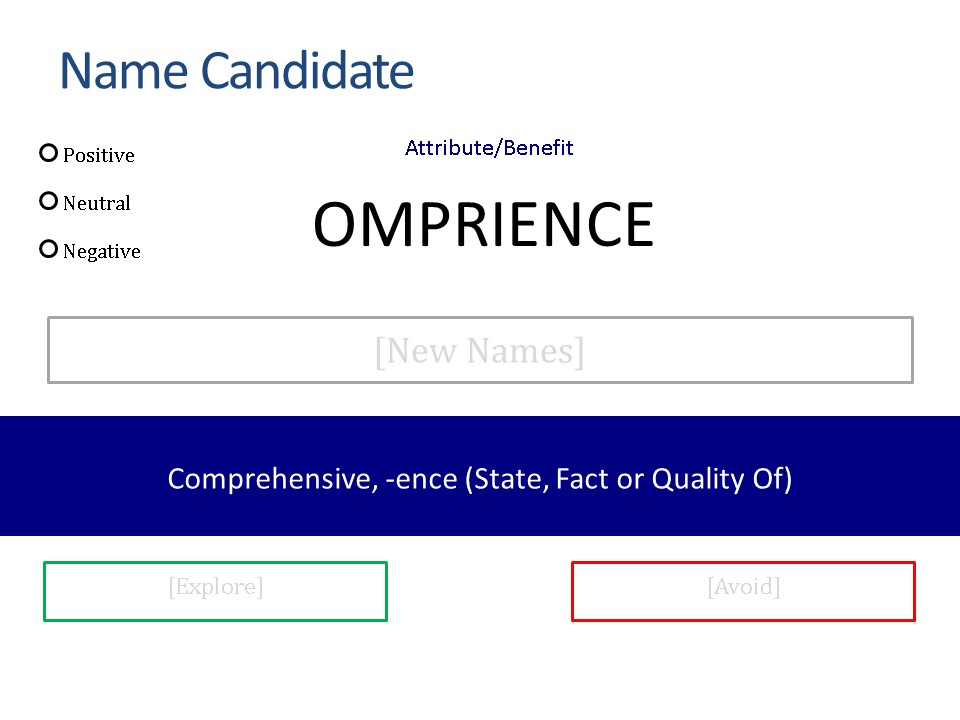 Name Candidate
Positive
Attribute/Benefit
Neutral
OMPRIENCE
Negative
[New Names]
Comprehensive, -ence (State, Fact or Quality Of)
[Explore]
[Avoid]